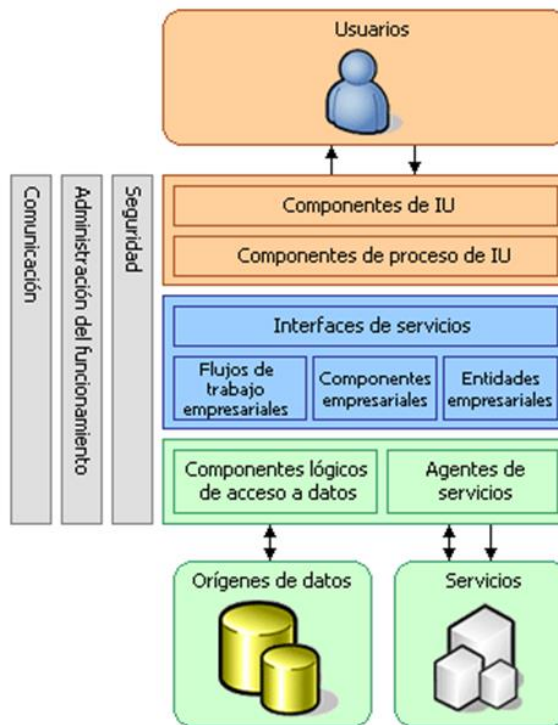 Usuarios
Comunicación
Administración del funcionamiento
Seguridad
Componentes de IU
Componentes de proceso de IU
Interfaces de servicios
Flujos de
trabajo
empresariales
Componentes
empresariales
Entidades
empresariales
Componentes lógicos
de acceso a datos
Agentes de
servicios
Orígenes de datos
Servicios